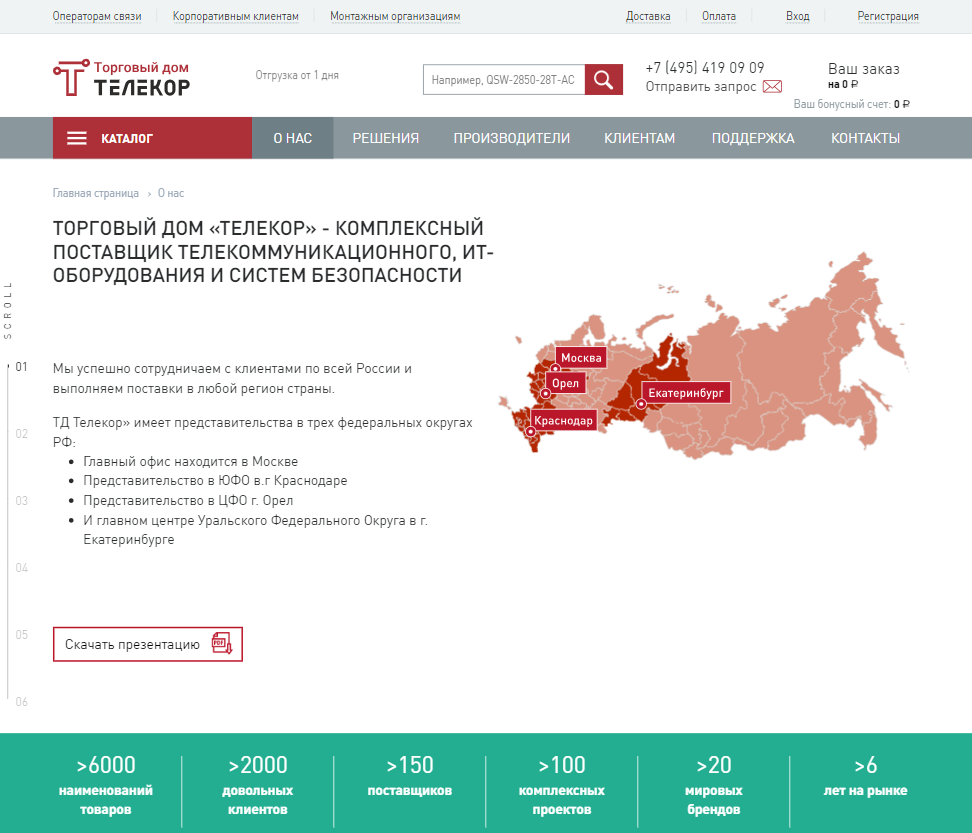 Операторам связи Корпоративным клиентам Монтажным организациям Доставка Оплата Вход Регистрация
Торговый дом
ТЕЛЕКОР
Отгрузка от 1 дня
Например, QSW-2850-28T-AC
+7 (495) 419 09 09
Отправить запрос
Ваш заказ
на 0 ₽
Ваш бонусный счет: 0 ₽
КАТАЛОГ О НАС РЕШЕНИЯ ПРОИЗВОДИТЕЛИ КЛИЕНТАМ ПОДДЕРЖКА КОНТАКТЫ
Главная страница › О нас
ТОРГОВЫЙ ДОМ «ТЕЛЕКОР» - КОМПЛЕКСНЫЙ
ПОСТАВЩИК ТЕЛЕКОММУНИКАЦИОННОГО, ИТ-
ОБОРУДОВАНИЯ И СИСТЕМ БЕЗОПАСНОСТИ
SCROLL
01
02
03
04
05
06
Мы успешно сотрудничаем с клиентами по всей России и
выполняем поставки в любой регион страны.
ТД Телекор» имеет представительства в трех федеральных округах
РФ:
• Главный офис находится в Москве
• Представительство в ЮФО в.г Краснодаре
• Представительство в ЦФО г. Орел
• И главном центре Уральского Федерального Округа в г.
Екатеринбурге
Москва
Орел
Екатеринбург
Краснодар
Скачать презентацию
PDF
>6000
наименований
товаров
>2000
довольных
клиентов
>150
поставщиков
>100
комплексных
проектов
>20
мировых
брендов
>6
лет на рынке